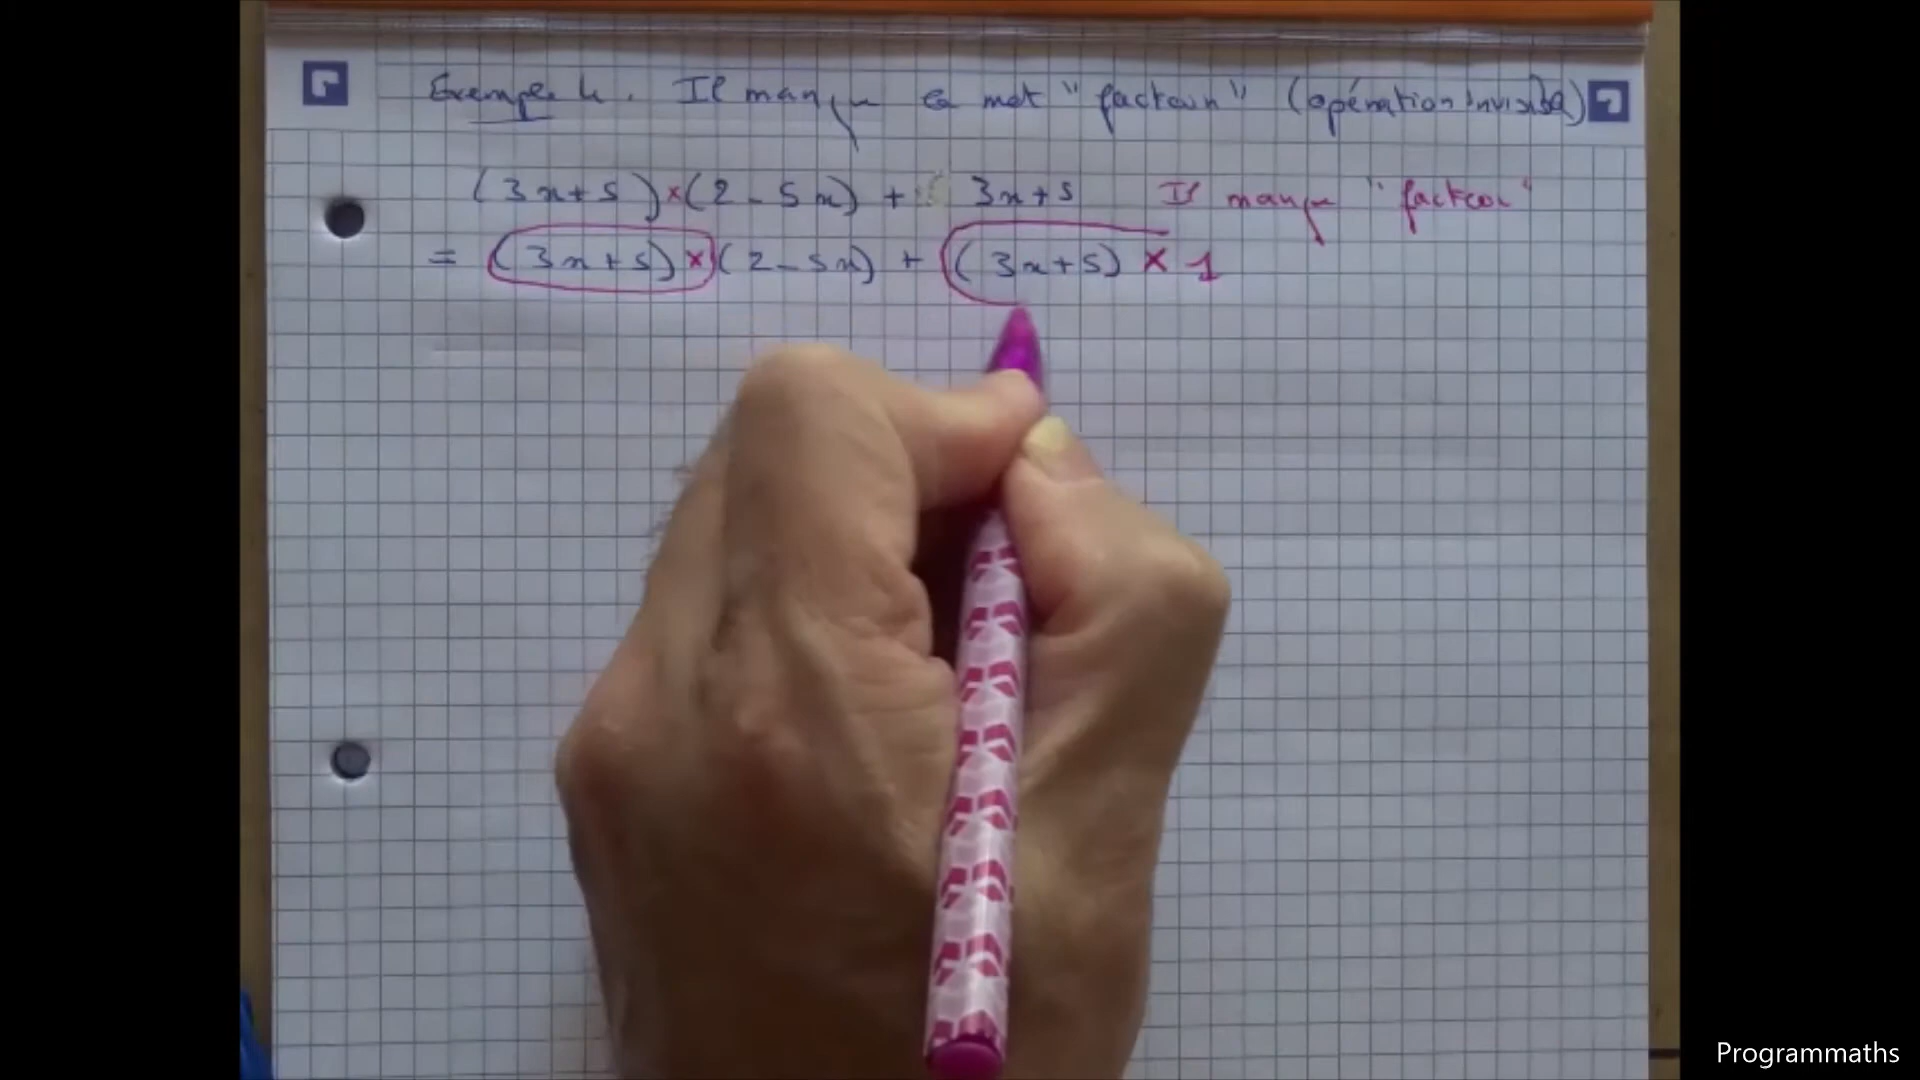 Exemple 4. Il manque le mot "facteur" (opération invisible)
(3x+5)×(2-5x) + 3x+5 Il manque "facteur"
= (3x+5)×(2-5x) + (3x+5) × 1
Programmaths